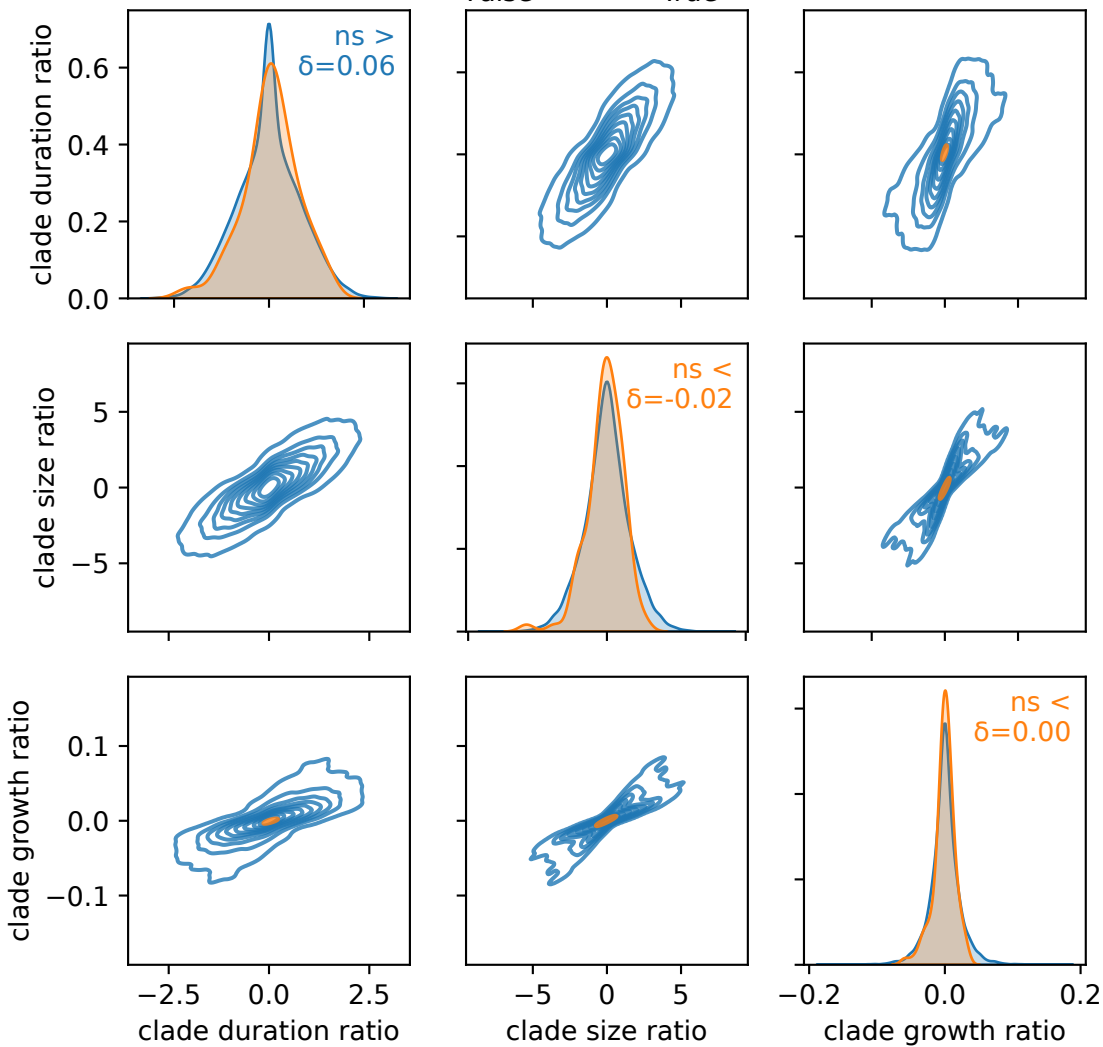 ns >
δ=0.06
clade duration ratio
0.6
0.4
0.2
0.0
ns <
δ=-0.02
clade size ratio
5
0
−5
ns <
δ=0.00
clade growth ratio
0.1
0.0
−0.1
−2.5 0.0 2.5 −5 0 5 −0.2 0.0 0.2
clade duration ratio clade size ratio clade growth ratio